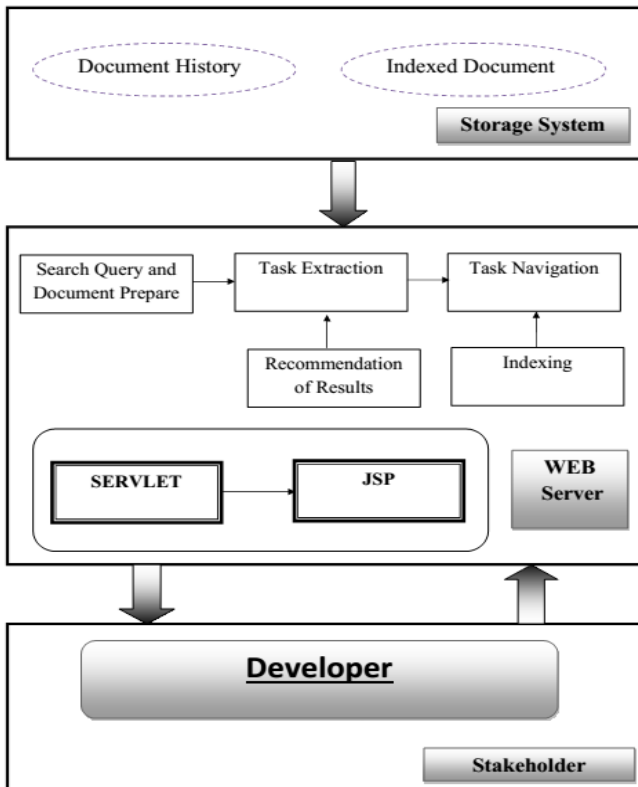 Document History
Indexed Document
Storage System
Search Query and
Document Prepare
Task Extraction
Task Navigation
Recommendation
of Results
Indexing
SERVLET
JSP
WEB
Server
Developer
Stakeholder